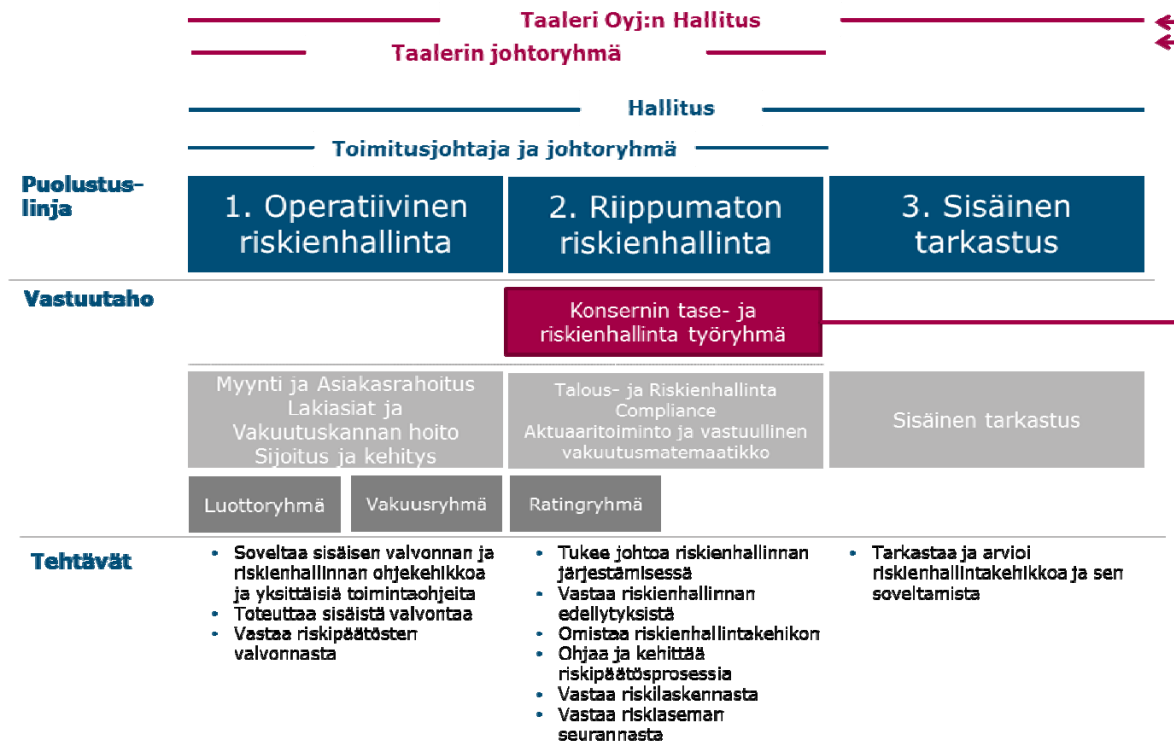 Taaleri Oyj:n Hallitus
Taalerin johtoryhmä
Hallitus
Toimitusjohtaja ja johtoryhmä
Puolustus-
linja
1. Operatiivinen
riskienhallinta
2. Riippumaton
riskienhallinta
3. Sisäinen
tarkastus
Vastuutaho
Konsernin tase- ja
riskienhallinta työryhmä
Myynti ja Asiakasrahoitus
Lakiasiat ja
Vakuutuskannan hoito
Sijoitus ja kehitys
Talous- ja Riskienhallinta
Compliance
Aktuaaritoiminto ja vastuullinen
vakuutusmatemaatikko
Sisäinen tarkastus
Luottoryhmä
Vakuusryhmä
Ratingryhmä
Tehtävät
• Soveltaa sisäisen valvonnan ja
riskienhallinnan ohjekehikkoa
ja yksittäisiä toimintaohjeita
• Toteuttaa sisäistä valvontaa
• Vastaa riskipäätösten
valvonnasta
• Tukee johtoa riskienhallinnan
järjestämisessä
• Vastaa riskienhallinnan
edellytyksistä
• Omistaa riskienhallintakehikon
• Ohjaa ja kehittää
riskipäätösprosessia
• Vastaa riskilaskennasta
• Vastaa risklaseman
seurannasta
• Tarkastaa ja arvioi
riskienhallintakehikkoa ja sen
soveltamista